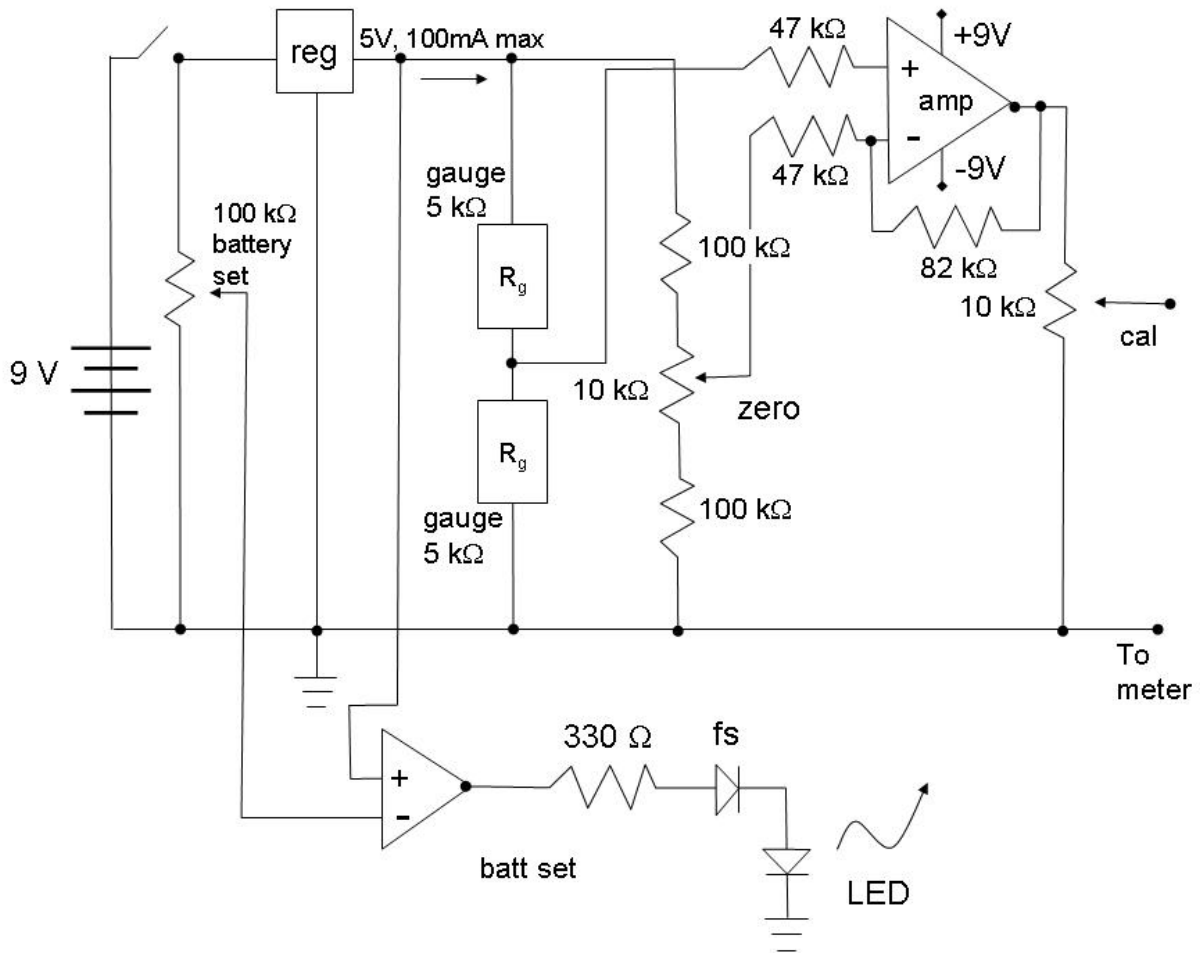 reg
5V, 100mA max
47 kΩ
+9V
+
amp
-
47 kΩ
-9V
82 kΩ
10 kΩ
cal
gauge
5 kΩ
Rg
100 kΩ
battery
set
100 kΩ
9 V
10 kΩ
zero
Rg
gauge
5 kΩ
100 kΩ
To
meter
330 Ω
fs
+
-
batt set
LED